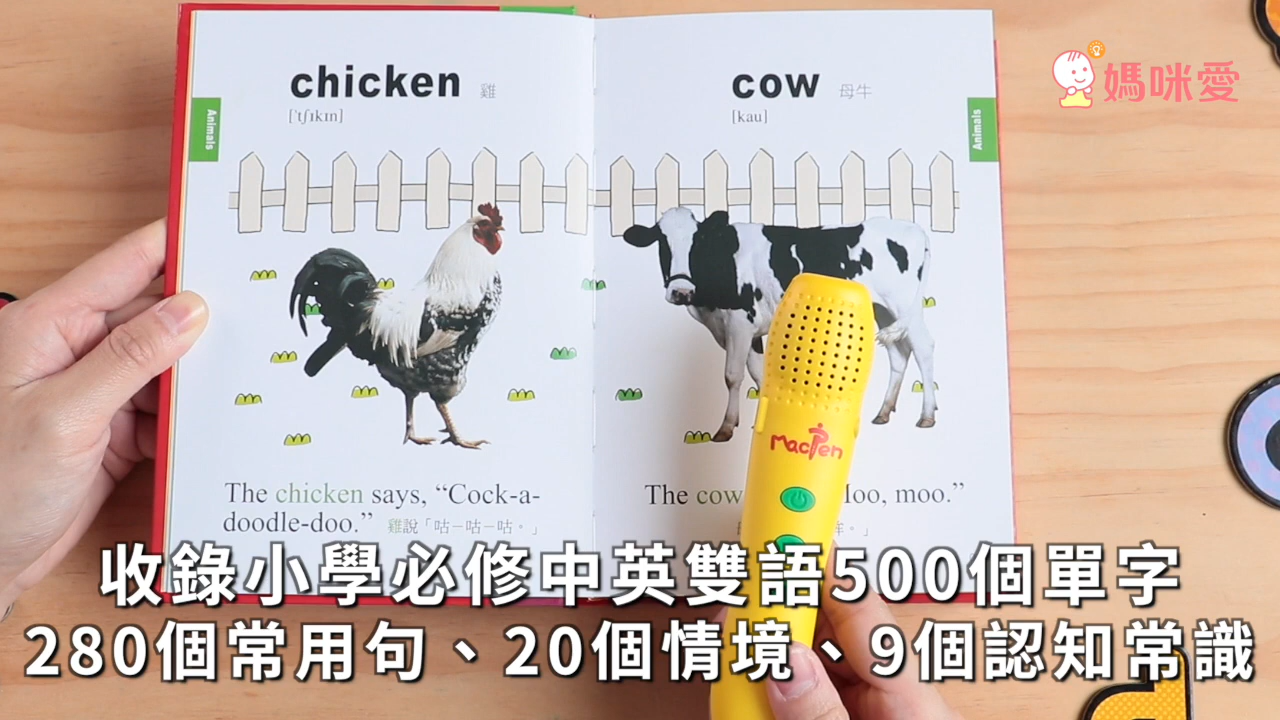 媽咪愛
chicken 雞
[ˋtʃɪkɪn]
Animals
The chicken says, “Cock-a-
doodle-doo.” 雞說「咕－咕－咕。」
cow 母牛
[kaʊ]
Animals
The cow Moo, moo.”
MacPen
收錄小學必修中英雙語500個單字
280個常用句、20個情境、9個認知常識